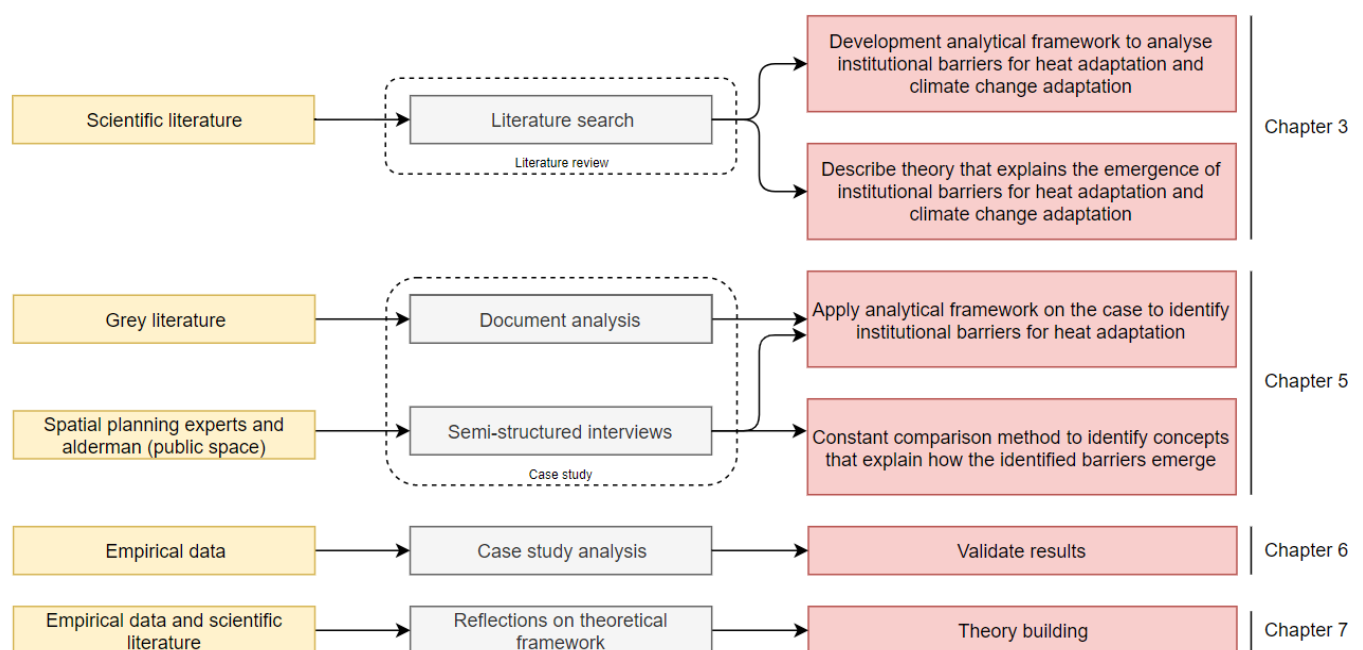 Development analytical framework to analyse
institutional barriers for heat adaptation and
climate change adaptation
Scientific literature
Literature search
Literature review
Chapter 3
Describe theory that explains the emergence of
institutional barriers for heat adaptation and
climate change adaptation
Grey literature
Document analysis
Apply analytical framework on the case to identify
institutional barriers for heat adaptation
Chapter 5
Spatial planning experts and
alderman (public space)
Semi-structured interviews
Case study
Constant comparison method to identify concepts
that explain how the identified barriers emerge
Empirical data
Case study analysis
Validate results
Chapter 6
Empirical data and scientific
literature
Reflections on theoretical
framework
Theory building
Chapter 7